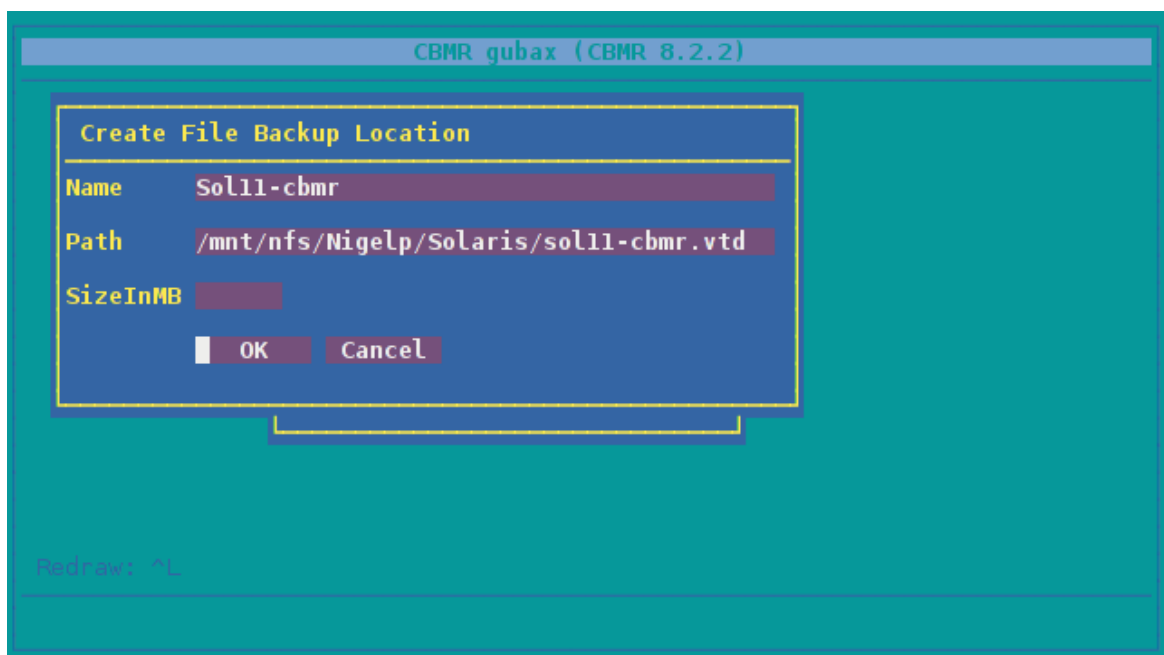 CBMR gubax (CBMR 8.2.2)
Create File Backup Location
Name Sol11-cbmr
Path /mnt/nfs/Nigelp/Solaris/sol11-cbmr.vtd
SizeInMB
OK Cancel
Redraw: ^L